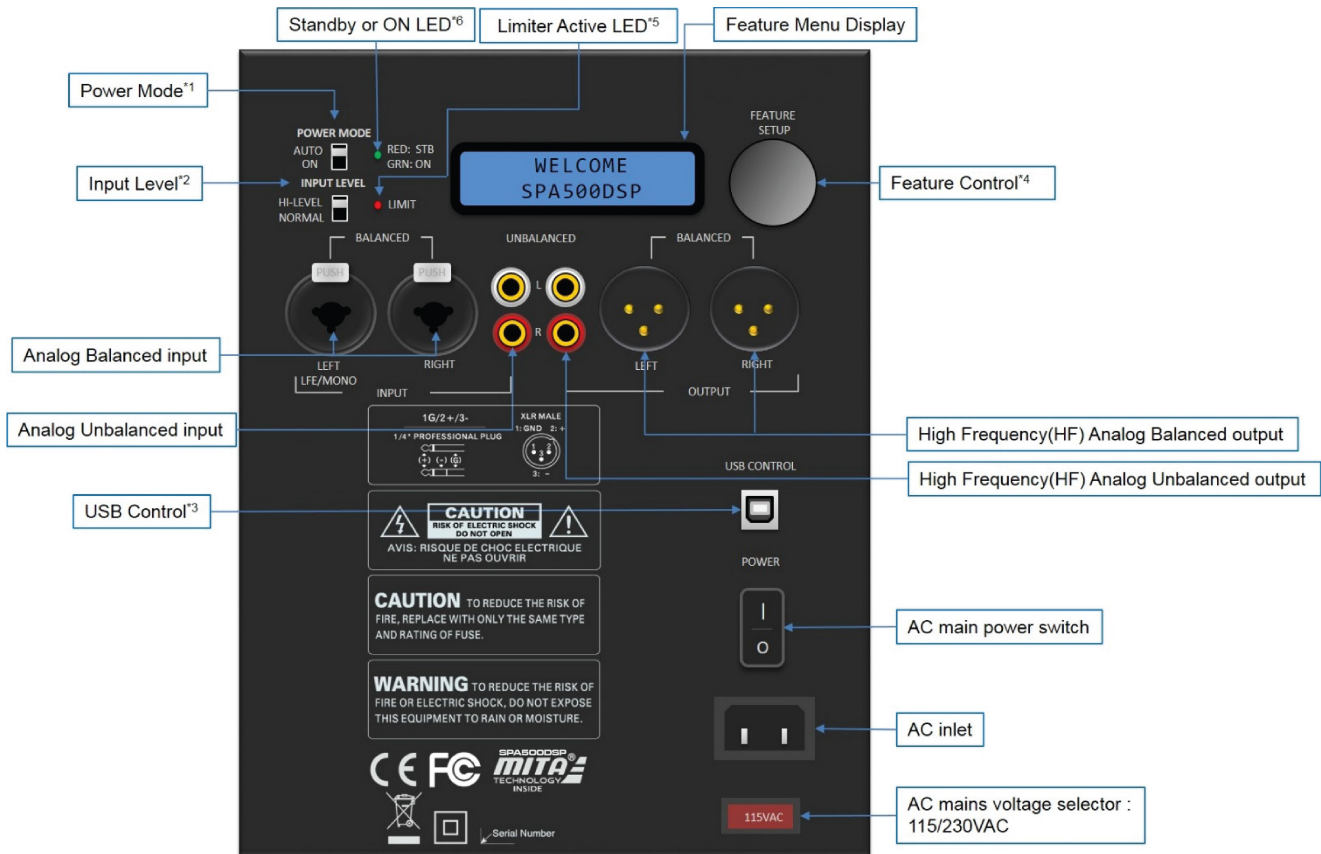 Standby or ON LED*6
Limiter Active LED*5
Feature Menu Display
Power Mode*1
POWER MODE
AUTO
ON
RED: STB
GRN: ON
WELCOME
SPA500DSP
FEATURE
SETUP
Input Level*2
INPUT LEVEL
HI-LEVEL
NORMAL
LIMIT
Feature Control*4
BALANCED
UNBALANCED
BALANCED
PUSH
PUSH
L
R
Analog Balanced input
LEFT
RIGHT
LEFT
RIGHT
LFE/MONO
INPUT
OUTPUT
Analog Unbalanced input
1G/2+/3-
1/4" PROFESSIONAL PLUG
(+) (-) (G)
XLR MALE
1: GND 2: +
1 2
3
3: -
High Frequency(HF) Analog Balanced output
High Frequency(HF) Analog Unbalanced output
USB CONTROL
USB Control*3
CAUTION
RISK OF ELECTRIC SHOCK
DO NOT OPEN
AVIS: RISQUE DE CHOC ELECTRIQUE
NE PAS OUVRIR
POWER
I
O
AC main power switch
CAUTION TO REDUCE THE RISK OF
FIRE, REPLACE WITH ONLY THE SAME TYPE
AND RATING OF FUSE.
WARNING TO REDUCE THE RISK OF
FIRE OR ELECTRIC SHOCK, DO NOT EXPOSE
THIS EQUIPMENT TO RAIN OR MOISTURE.
AC inlet
CE FC
SPA500DSP
MITA®
TECHNOLOGY
INSIDE
Serial Number
115VAC
AC mains voltage selector :
115/230VAC